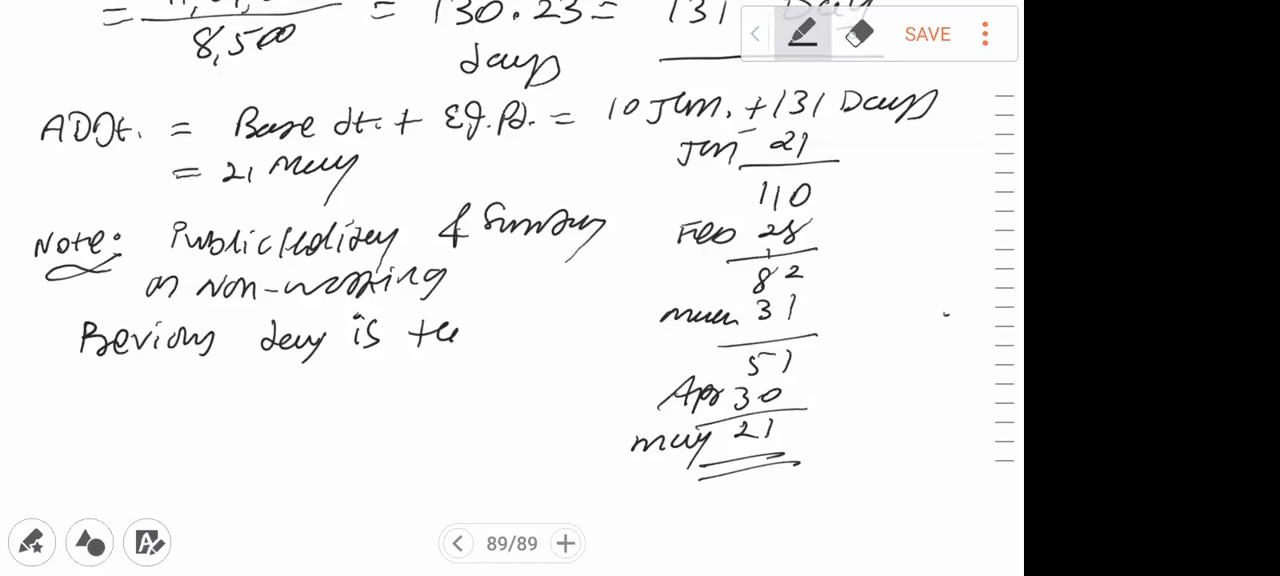 = 130.23 = 131 Day
8,500
days
SAVE
ADDt. = Base dt. + Eq. Pd. = 10 Jan. + 131 Days
= 21 May
Jan 21
110
Note: Public Holiday & Sunday
Feb 28
on Non-working
82
31
Previous day is the
51
Apr 30
May 21
89/89